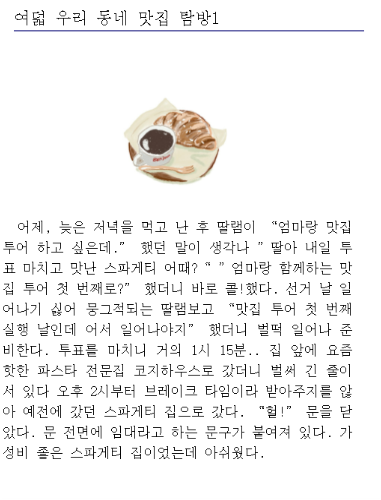 여덟 우리 동네 맛집 탐방1
어제, 늦은 저녁을 먹고 난 후 딸램이 “엄마랑 맛집
투어 하고 싶은데.” 했던 말이 생각나 ”딸아 내일 투
표 마치고 맛난 스파게티 어때?“ ”엄마랑 함께하는 맛
집 투어 첫 번째로?” 했더니 바로 콜!했다. 선거 날 일
어나기 싫어 뭉그적되는 딸램보고 “맛집 투어 첫 번째
실행 날인데 어서 일어나야지” 했더니 벌떡 일어나 준
비한다. 투표를 마치니 거의 1시 15분.. 집 앞에 요즘
핫한 파스타 전문집 코지하우스로 갔더니 벌써 긴 줄이
서 있다 오후 2시부터 브레이크 타임이라 받아주지를 않
아 예전에 갔던 스파게티 집으로 갔다. “헐!” 문을 닫
았다. 문 전면에 임대라고 하는 문구가 붙여져 있다. 가
성비 좋은 스파게티 집이었는데 아쉬웠다.